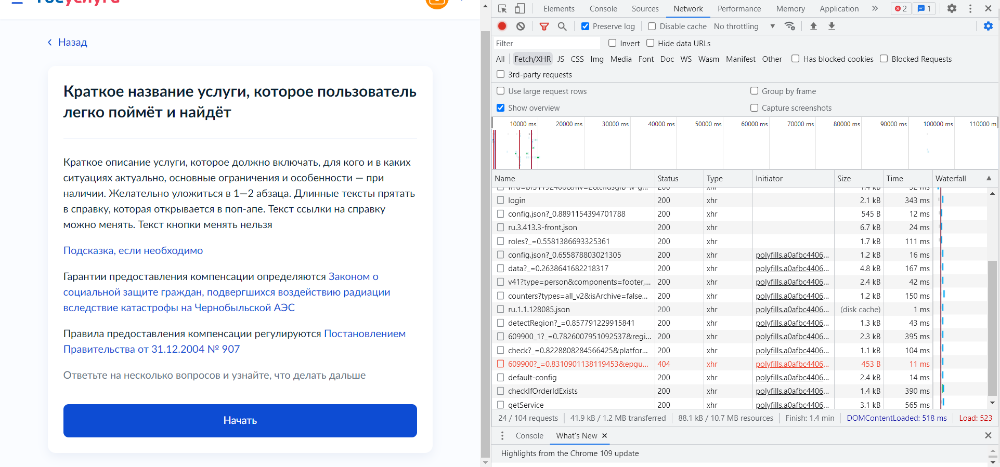 госуслуги
Назад
Краткое название услуги, которое пользователь
легко поймёт и найдёт
Краткое описание услуги, которое должно включать, для кого и в каких
ситуациях актуально, основные ограничения и особенности — при
наличии. Желательно уложиться в 1—2 абзаца. Длинные тексты прятать
в справку, которая открывается в поп-апе. Текст ссылки на справку
можно менять. Текст кнопки менять нельзя
Подсказка, если необходимо
Гарантии предоставления компенсации определяются Законом о
социальной защите граждан, подвергшихся воздействию радиации
вследствие катастрофы на Чернобыльской АЭС
Правила предоставления компенсации регулируются Постановлением
Правительства от 31.12.2004 № 907
Ответьте на несколько вопросов и узнайте, что делать дальше
Начать
Elements Console Sources Network Performance Memory Application 2 1
Preserve log Disable cache No throttling
Filter Invert Hide data URLs
All Fetch/XHR JS CSS Img Media Font Doc WS Wasm Manifest Other Has blocked cookies Blocked Requests
3rd-party requests
Use large request rows Group by frame
Show overview Capture screenshots
10000 ms 20000 ms 30000 ms 40000 ms 50000 ms 60000 ms 70000 ms 80000 ms 90000 ms 100000 ms 110000 m
Name Status Type Initiator Size Time Waterfall
login 200 xhr 2.1 kB 343 ms
config.json?_0.8891154394701788 200 xhr 545 B 12 ms
ru.3.413.3-front.json 200 xhr 6.7 kB 24 ms
roles?_=0.5581386693325361 200 xhr 1.7 kB 111 ms
config.json?_0.655878803021305 200 xhr polyfills.a0afbc4406... 1.2 kB 16 ms
data?_=0.2638641682218317 200 xhr polyfills.a0afbc4406... 4.8 kB 167 ms
v41?type=person&components=footer,... 200 xhr polyfills.a0afbc4406... 2.4 kB 42 ms
counters?types=all_v2&isArchive=false... 200 xhr polyfills.a0afbc4406... 1.2 kB 150 ms
ru.1.1.128085.json 200 xhr polyfills.a0afbc4406... (disk cache) 1 ms
detectRegion?_=0.857791229915841 200 xhr polyfills.a0afbc4406... 1.3 kB 43 ms
609900_1?_=0.7826007951092537&regi... 200 xhr polyfills.a0afbc4406... 2.3 kB 395 ms
check?_=0.8228808284566425&platfor... 200 xhr polyfills.a0afbc4406... 1.1 kB 104 ms
609900?_=0.8310901138119453&epgu... 404 xhr polyfills.a0afbc4406... 453 B 11 ms
default-config 200 xhr polyfills.a0afbc4406... 2.4 kB 14 ms
checkIfOrderIdExists 200 xhr polyfills.a0afbc4406... 1.4 kB 390 ms
getService 200 xhr polyfills.a0afbc4406... 3.1 kB 565 ms
24 / 104 requests 41.9 kB / 1.2 MB transferred 88.1 kB / 10.7 MB resources Finish: 1.4 min DOMContentLoaded: 518 ms Load: 523
Console What's New
Highlights from the Chrome 109 update